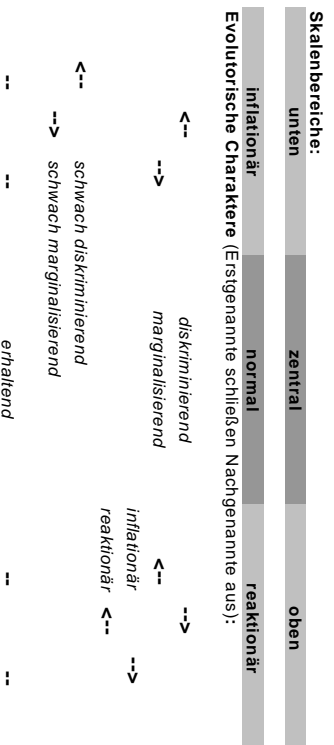 Skalenbereiche:
unten zentral oben
inflationär normal reaktionär
Evolutorische Charaktere (Erstgenannte schließen Nachgenannte aus):
<-- diskriminierend -->
--> marginalisierend <--
inflationär -->
reaktionär <--
<-- schwach diskriminierend
--> schwach marginalisierend
-- -- erhaltend -- --